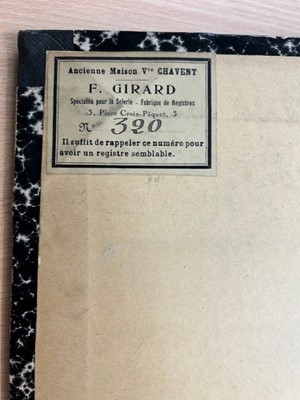 Ancienne Maison Vve CHAVENT
F. GIRARD
Spécialité pour la Soierie - Fabrique de Registres
3, Place Croix-Pâquet, 3
No 320
Il suffit de rappeler ce numéro pour
avoir un registre semblable.